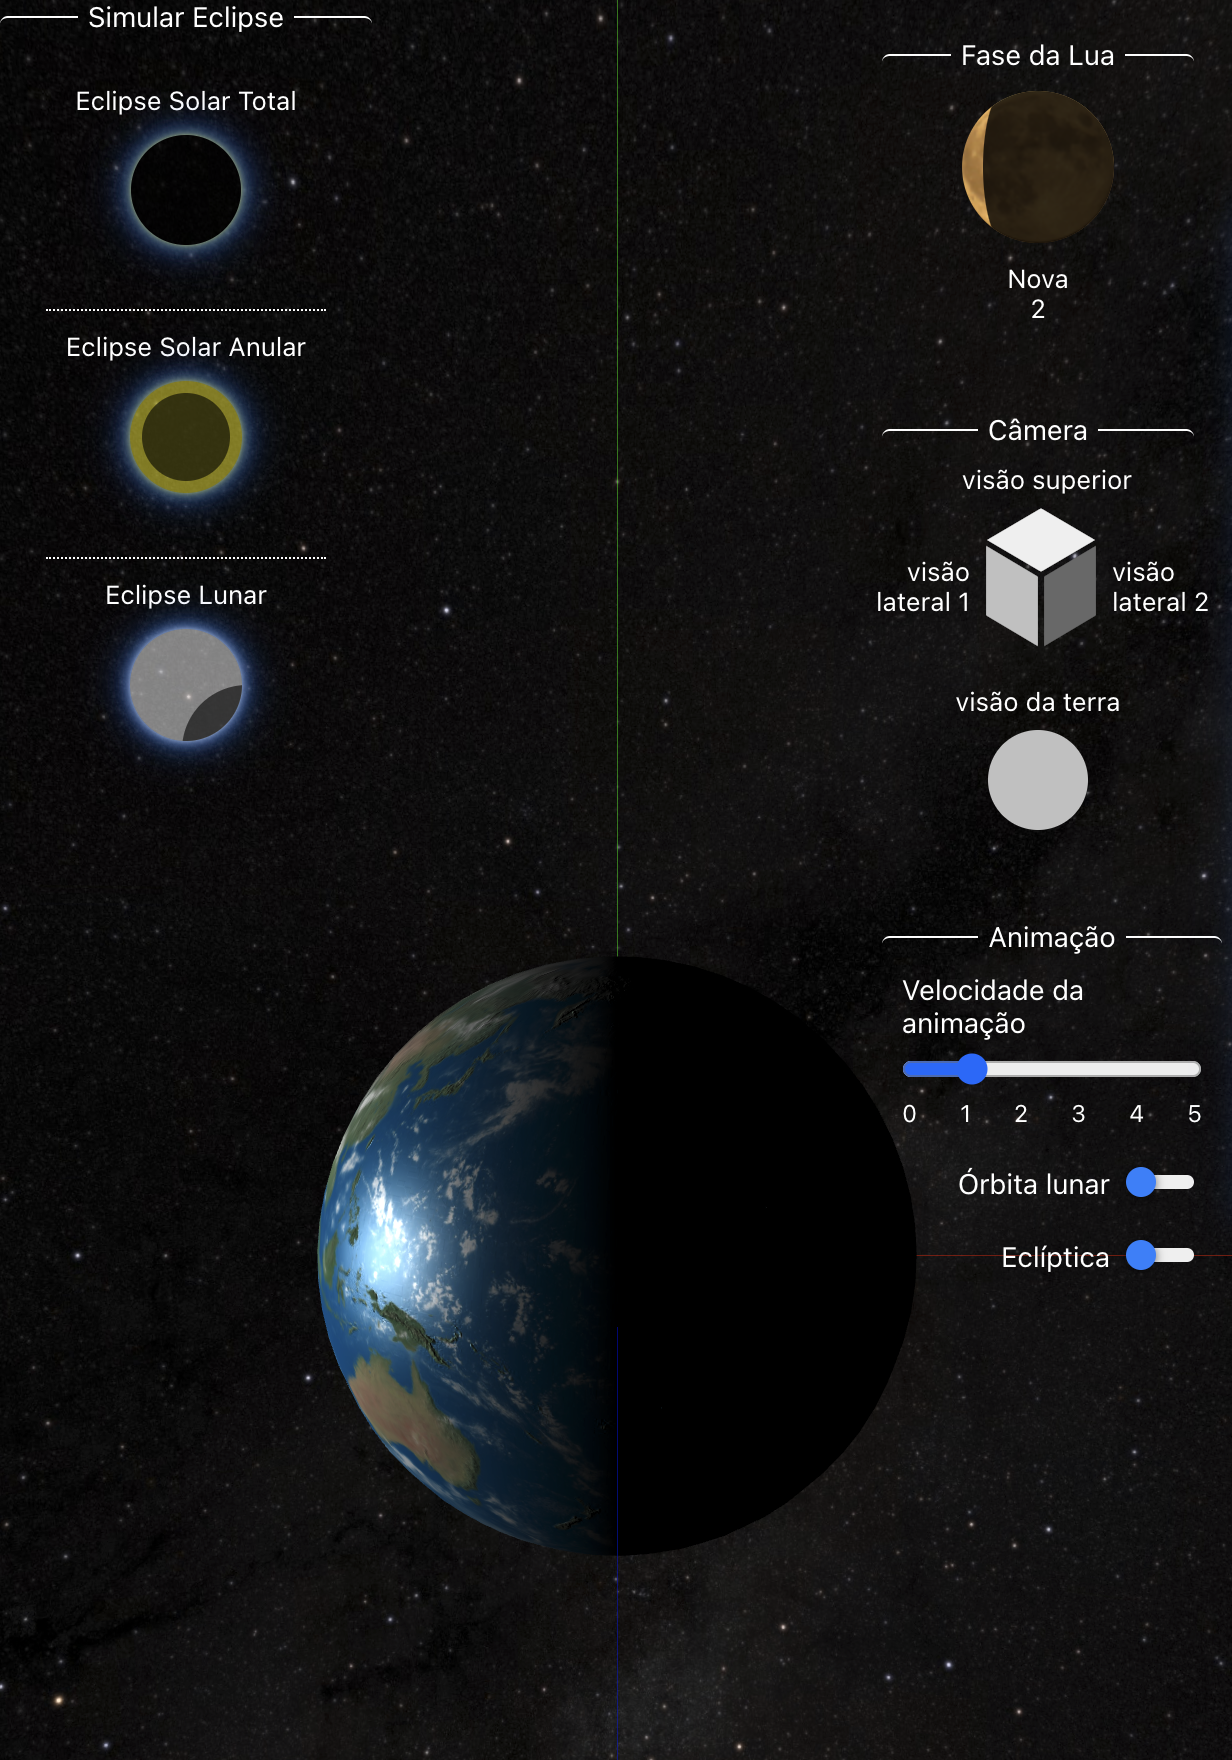 Simular Eclipse
Eclipse Solar Total
Eclipse Solar Anular
Eclipse Lunar
Fase da Lua
Nova
2
Câmera
visão superior
visão
lateral 1
visão
lateral 2
visão da terra
Animação
Velocidade da
animação
0 1 2 3 4 5
Órbita lunar
Eclíptica